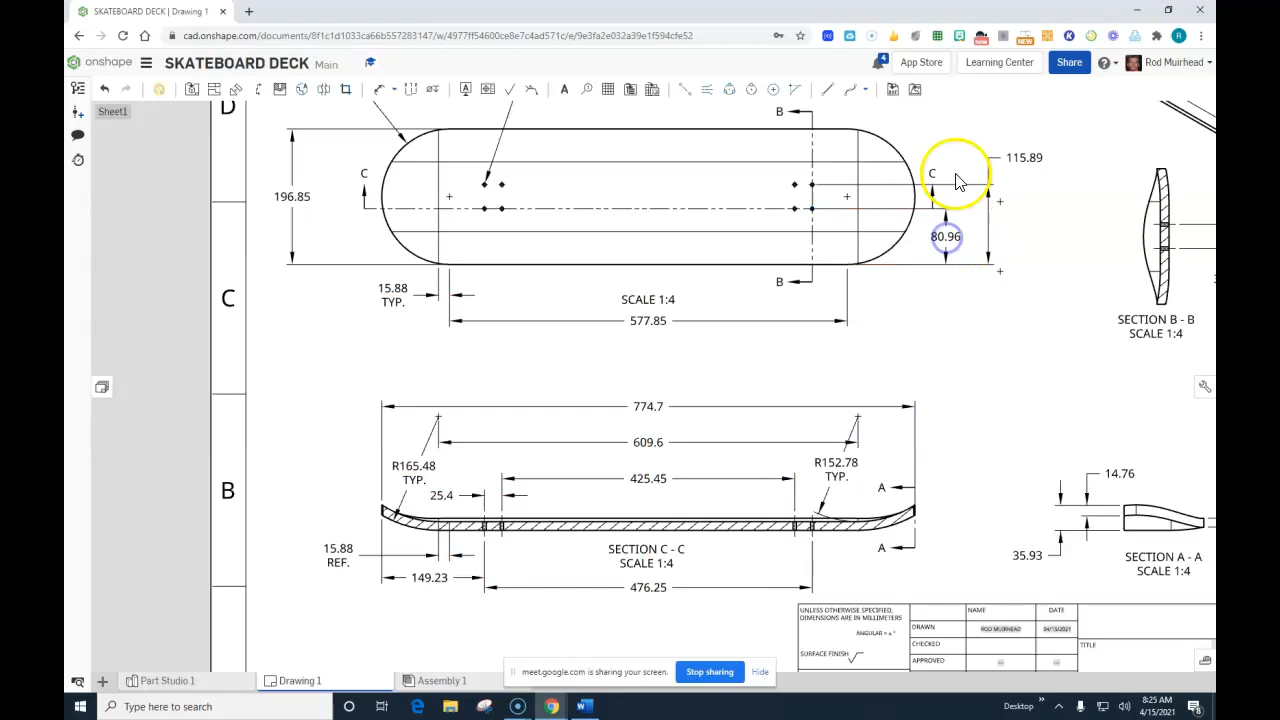 SKATEBOARD DECK | Drawing 1
cad.onshape.com/documents/8f1c1d1033ca66b557283147/w/4977f54600ce8e7c4ad571c/e/9e3fa2e032a39e1f594cfe52
NEW
NEW
R
onshape
SKATEBOARD DECK Main
4
App Store
Learning Center
Share
Rod Muirhead
Sheet1
D
B
115.89
C
C
196.85
80.96
15.88
TYP.
B
C
SCALE 1:4
577.85
SECTION B - B
SCALE 1:4
774.7
609.6
R165.48
TYP.
R152.78
TYP.
425.45
14.76
B
25.4
A
SECTION C - C
SCALE 1:4
A
15.88
REF.
35.93
SECTION A - A
SCALE 1:4
149.23
476.25
UNLESS OTHERWISE SPECIFIED,
DIMENSIONS ARE IN MILLIMETERS
ANGULAR = ± °
SURFACE FINISH
NAME
DATE
DRAWN
ROD MUIRHEAD
04/15/2021
CHECKED
APPROVED
TITLE
meet.google.com is sharing your screen.
Stop sharing
Hide
Part Studio 1
Drawing 1
Assembly 1
Type here to search
Desktop
8:25 AM
4/15/2021
8